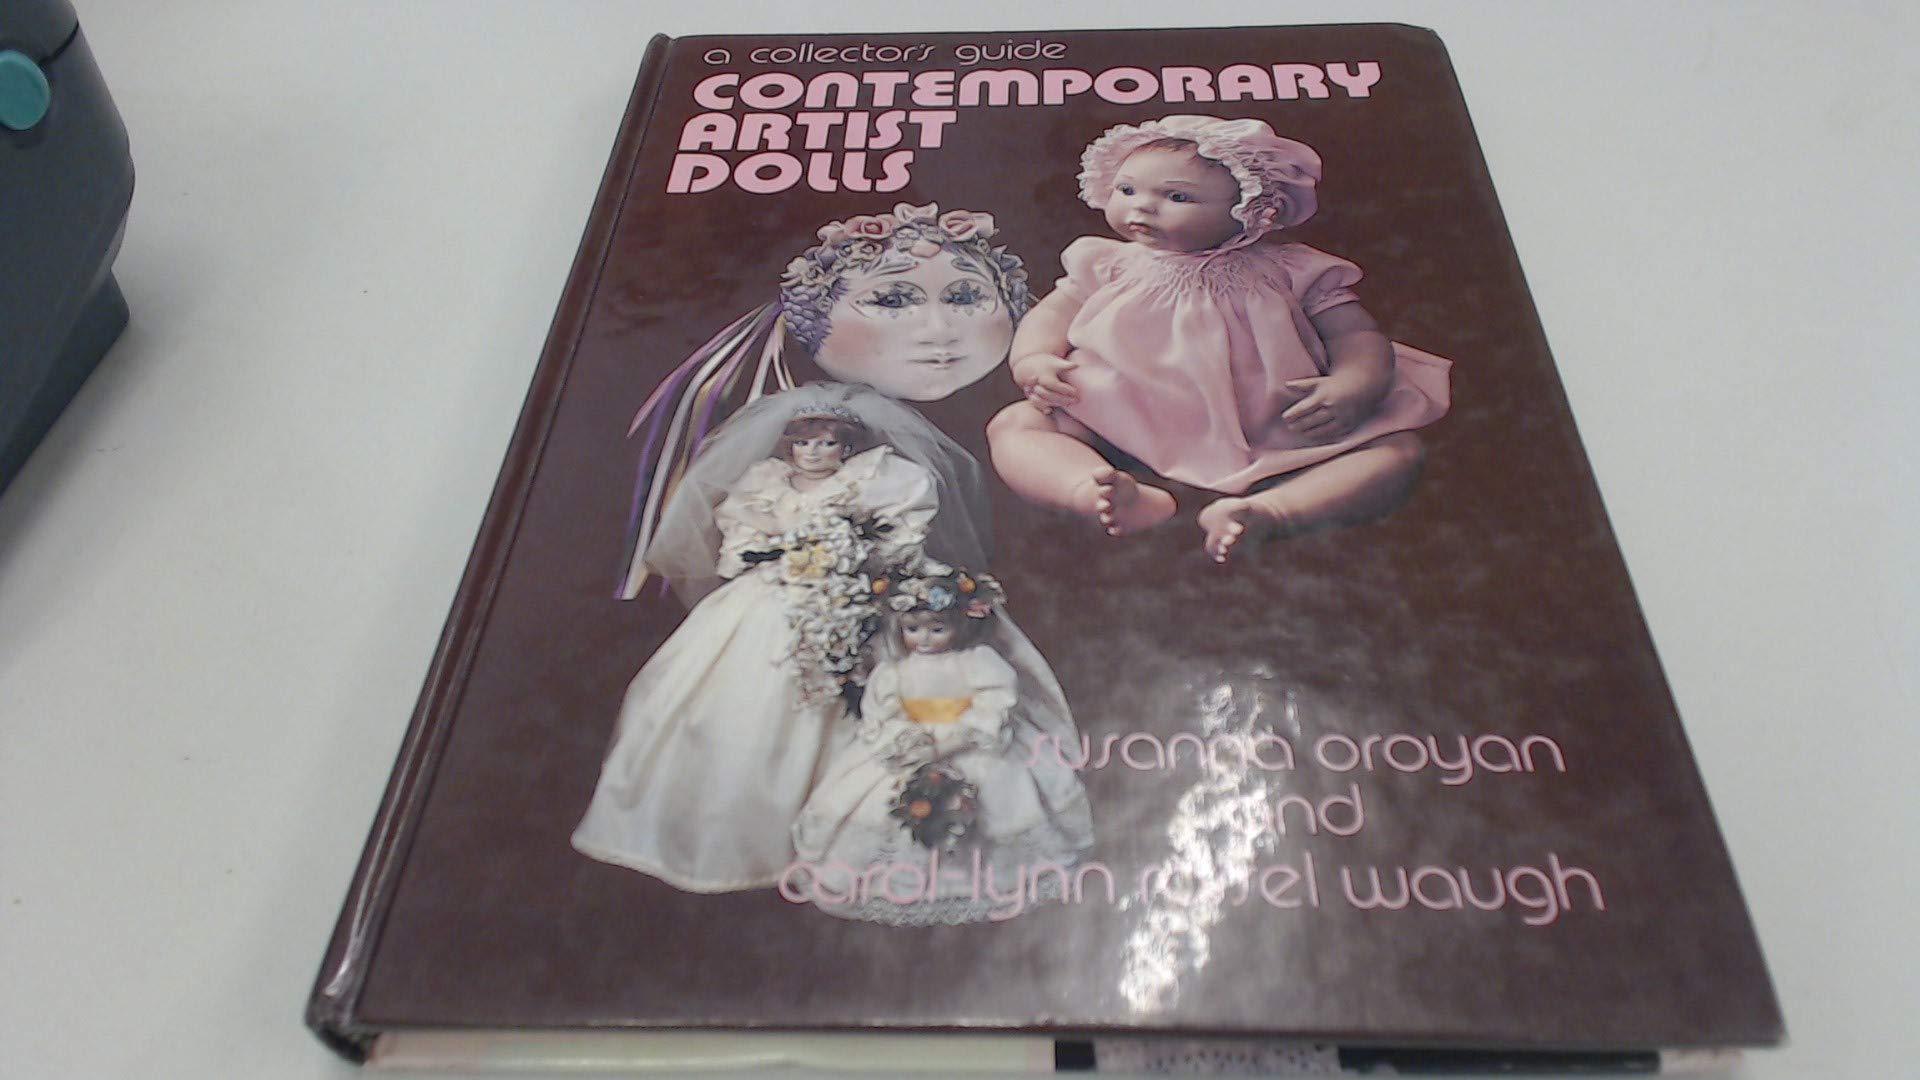 a collector's guide
CONTEMPORARY
ARTIST
DOLLS
susanna oroyan
and
carol-lynn waugh